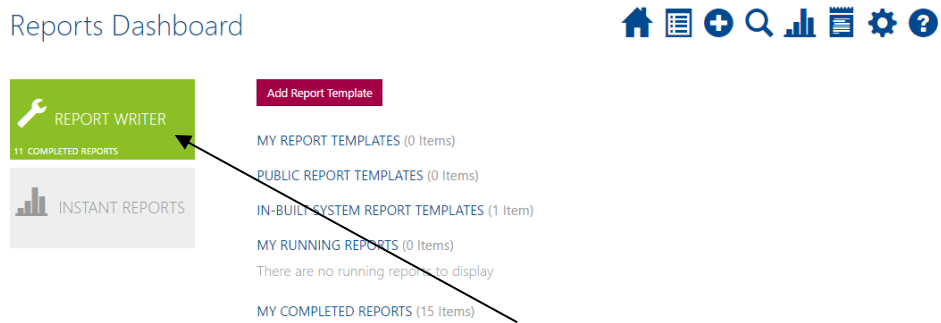 Reports Dashboard
REPORT WRITER
11 COMPLETED REPORTS
INSTANT REPORTS
Add Report Template
MY REPORT TEMPLATES (0 Items)
PUBLIC REPORT TEMPLATES (0 Items)
IN-BUILT SYSTEM REPORT TEMPLATES (1 Item)
MY RUNNING REPORTS (0 Items)
There are no running reports to display
MY COMPLETED REPORTS (15 Items)